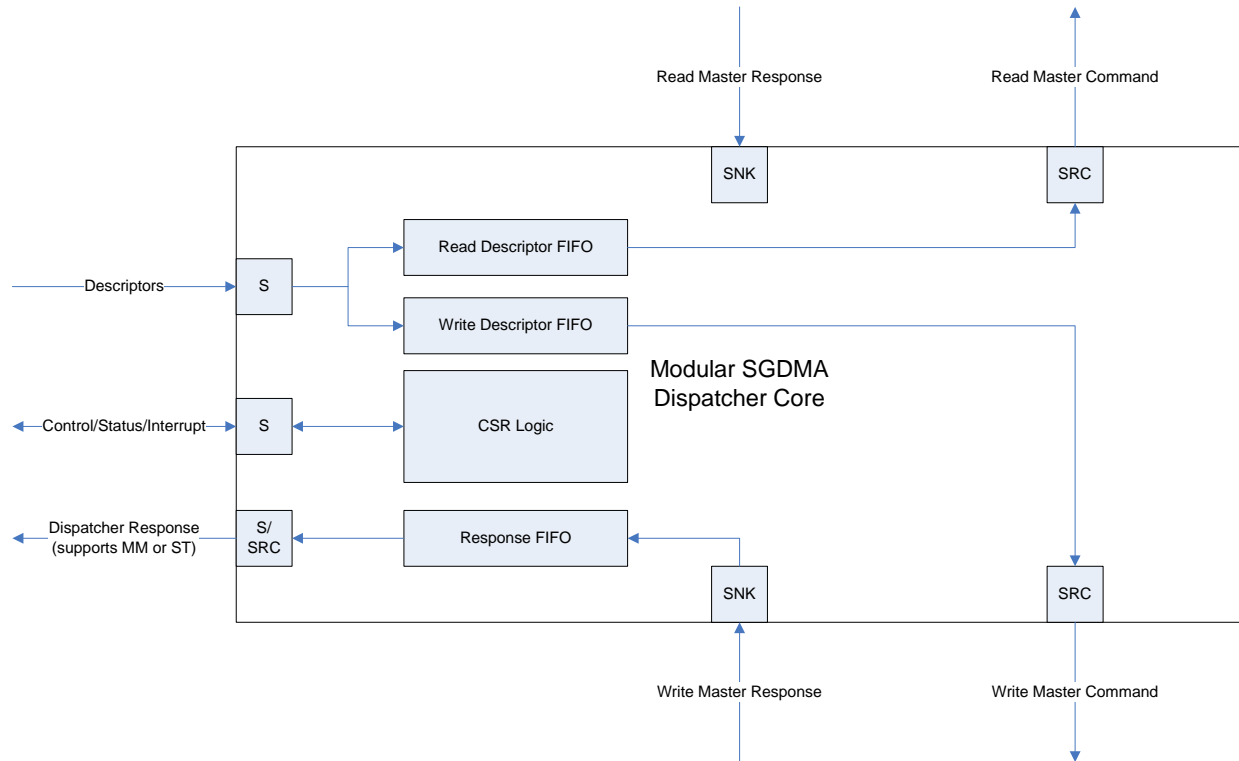 Read Master Response
Read Master Command
SNK
SRC
Read Descriptor FIFO
Descriptors
S
Write Descriptor FIFO
Modular SGDMA
Dispatcher Core
Control/Status/Interrupt
S
CSR Logic
Dispatcher Response
(supports MM or ST)
S/
SRC
Response FIFO
SNK
SRC
Write Master Response
Write Master Command